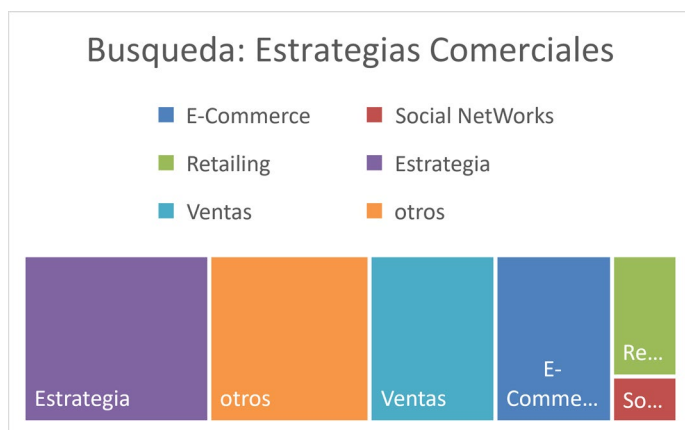 Busqueda: Estrategias Comerciales
E-Commerce
Social NetWorks
Retailing
Estrategia
Ventas
otros
Estrategia
otros
Ventas
E-
Comme...
Re...
So...